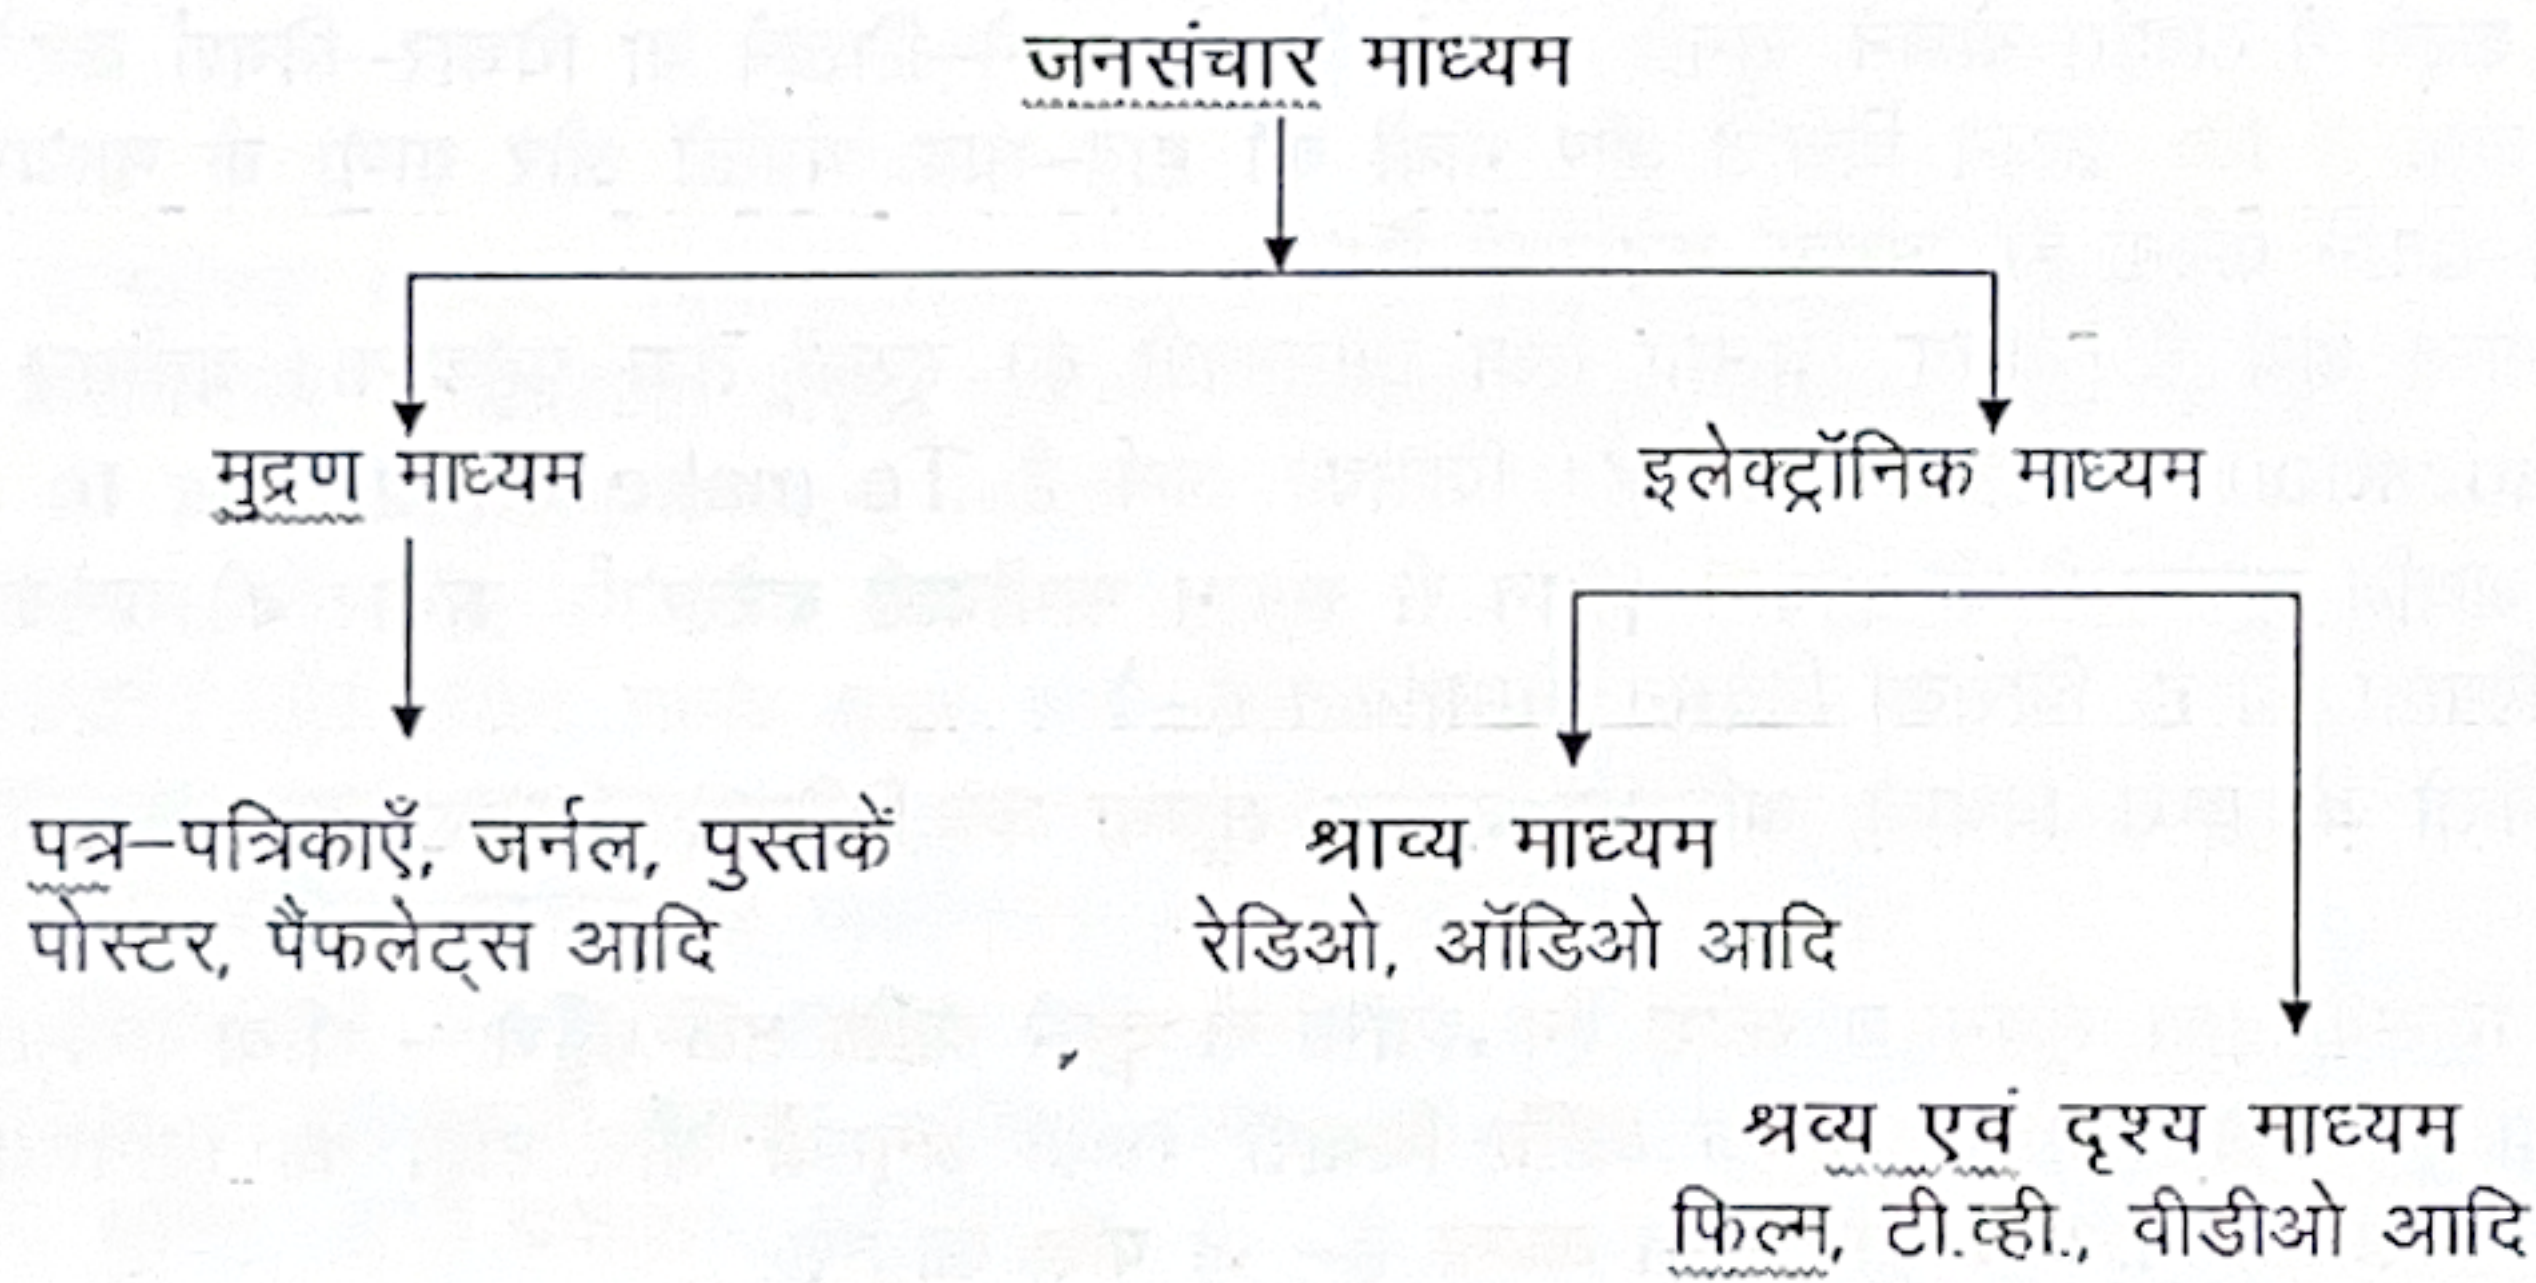 जनसंचार माध्यम
मुद्रण माध्यम
इलेक्ट्रॉनिक माध्यम
पत्र–पत्रिकाएँ, जर्नल, पुस्तकें
पोस्टर, पैंफलेट्स आदि
श्राव्य माध्यम
रेडिओ, ऑडिओ आदि
श्रव्य एवं दृश्य माध्यम
फिल्म, टी.व्ही., वीडीओ आदि